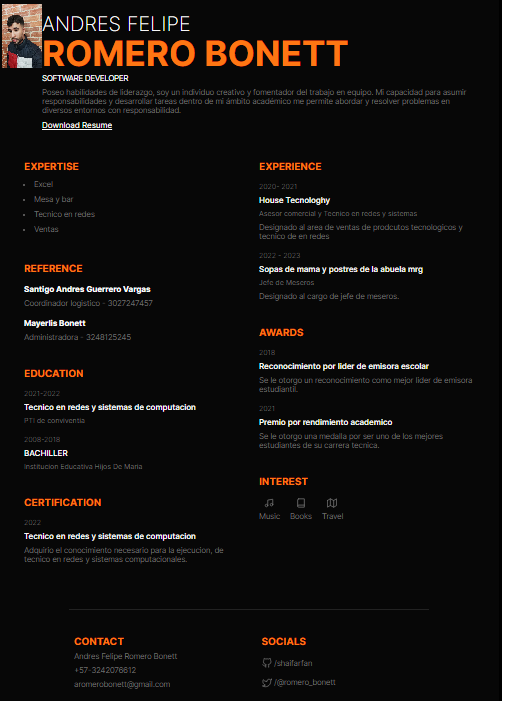 ANDRES FELIPE
ROMERO BONETT
SOFTWARE DEVELOPER
Poseo habilidades de liderazgo, soy un individuo creativo y fomentador del trabajo en equipo. Mi capacidad para asumir
responsabilidades y desarrollar tareas dentro de mi ámbito académico me permite abordar y resolver problemas en
diversos entornos con responsabilidad.
Download Resume
EXPERTISE
Excel
Mesa y bar
Tecnico en redes
Ventas
REFERENCE
Santigo Andres Guerrero Vargas
Coordinador logistico - 3027247457
Mayerlis Bonett
Administradora - 3248125245
EDUCATION
2021-2022
Tecnico en redes y sistemas de computacion
PTI de conviventia
2008-2018
BACHILLER
Institucion Educativa Hijos De Maria
CERTIFICATION
2022
Tecnico en redes y sistemas de computacion
Adquirio el conocimiento necesario para la ejecucion, de
tecnico en redes y sistemas computacionales.
EXPERIENCE
2020- 2021
House Tecnologhy
Asesor comercial y Tecnico en redes y sistemas
Designado al area de ventas de prodcutos tecnologicos y
tecnico de en redes
2022 - 2023
Sopas de mama y postres de la abuela mrg
Jefe de Meseros
Designado al cargo de jefe de meseros.
AWARDS
2018
Reconocimiento por lider de emisora escolar
Se le otorgo un reconocimiento como mejor lider de emisora
estudiantil.
2021
Premio por rendimiento academico
Se le otorgo una medalla por ser uno de los mejores
estudiantes de su carrera tecnica.
INTEREST
Music Books Travel
CONTACT
Andres Felipe Romero Bonett
+57-3242076612
aromerobonett@gmail.com
SOCIALS
/shaifarfan
/@romero_bonett